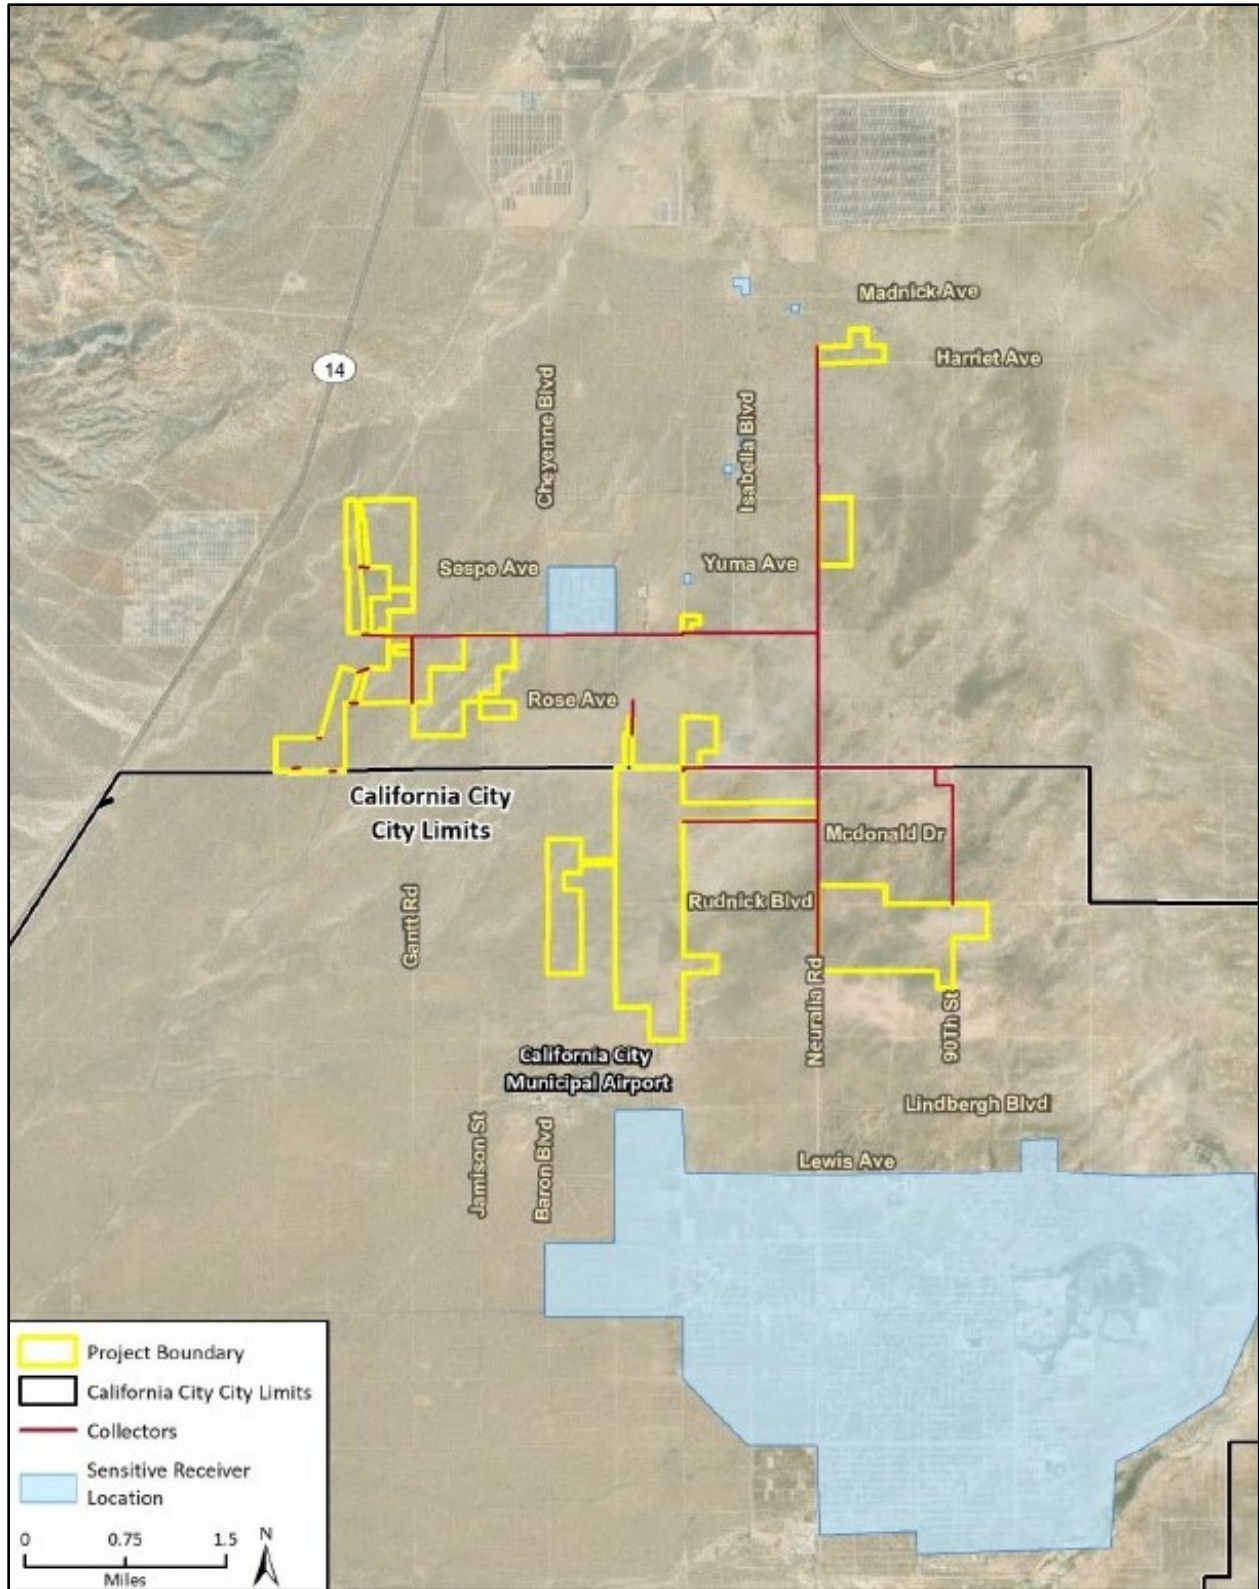 Madnick Ave
Harriet Ave
14
Cheyenne Blvd
Isabella Blvd
Sespe Ave
Yuma Ave
Rose Ave
California City
City Limits
Mcdonald Dr
Rudnick Blvd
Gantt Rd
Neuralia Rd
90Th St
California City
Municipal Airport
Lindbergh Blvd
Jamison St
Baron Blvd
Lewis Ave
Project Boundary
California City City Limits
Collectors
Sensitive Receiver
Location
0 0.75 1.5
Miles
N